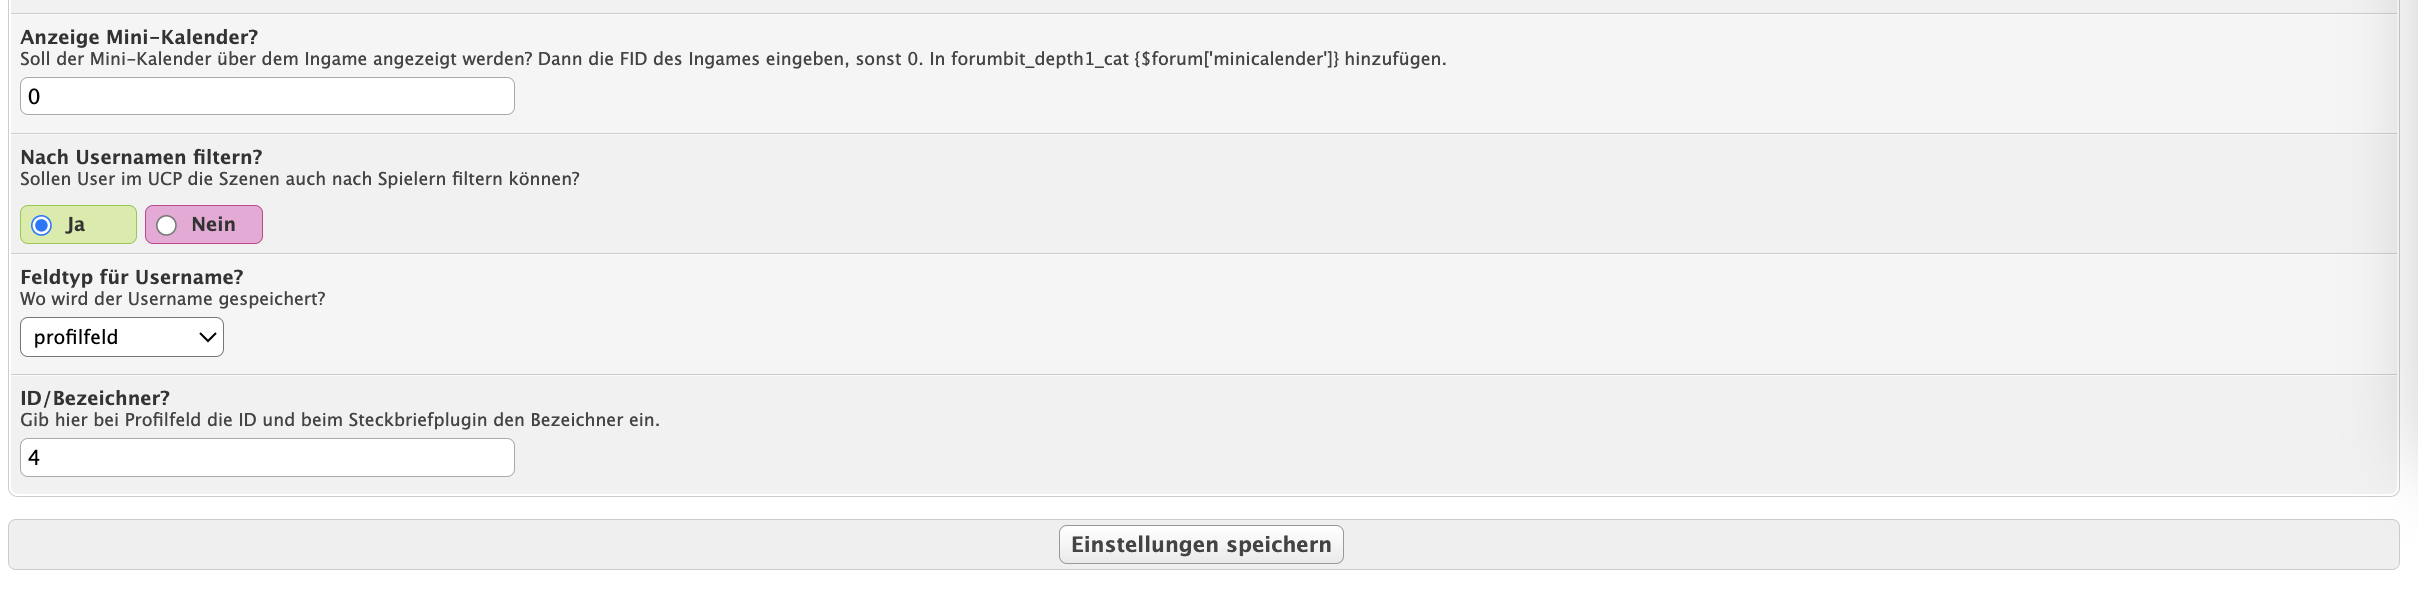 Anzeige Mini-Kalender?
Soll der Mini-Kalender über dem Ingame angezeigt werden? Dann die FID des Ingames eingeben, sonst 0. In forumbit_depth1_cat {$forum['minicalender']} hinzufügen.
0
Nach Usernamen filtern?
Sollen User im UCP die Szenen auch nach Spielern filtern können?
Ja Nein
Feldtyp für Username?
Wo wird der Username gespeichert?
profilfeld
ID/Bezeichner?
Gib hier bei Profilfeld die ID und beim Steckbriefplugin den Bezeichner ein.
4
Einstellungen speichern